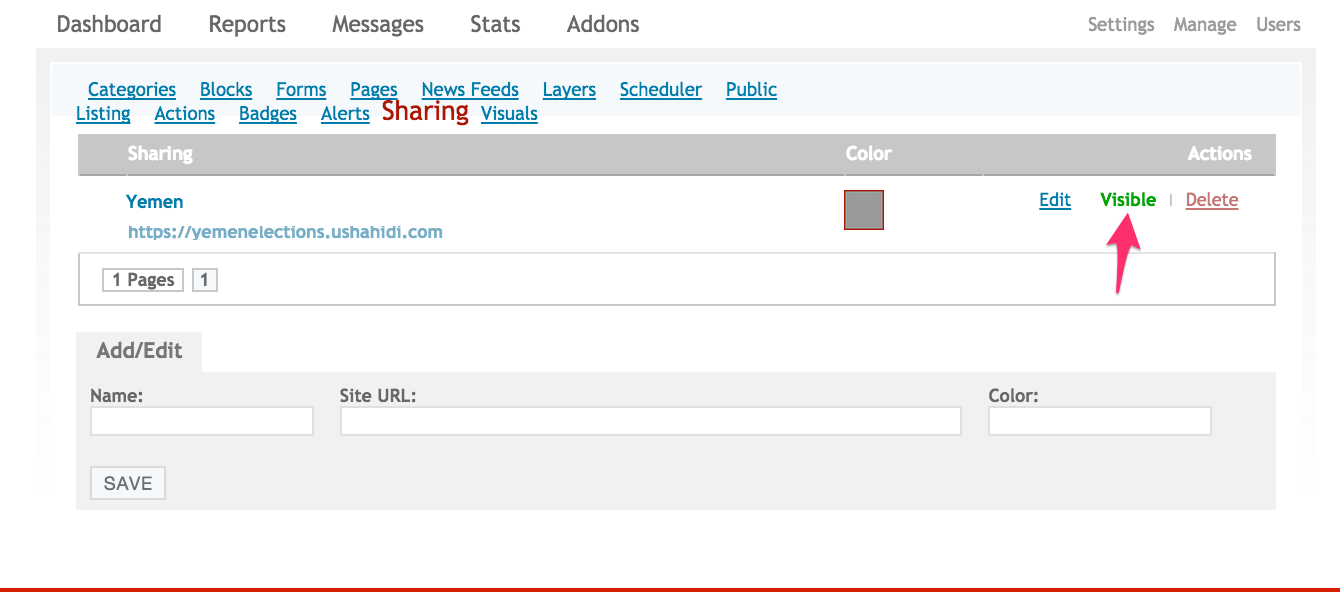 Dashboard Reports Messages Stats Addons Settings Manage Users
Categories Blocks Forms Pages News Feeds Layers Scheduler Public
Listing Actions Badges Alerts Sharing Visuals
Sharing Color Actions
Yemen Edit Visible | Delete
https://yemenelections.ushahidi.com
1 Pages 1
Add/Edit
Name: Site URL: Color:
SAVE